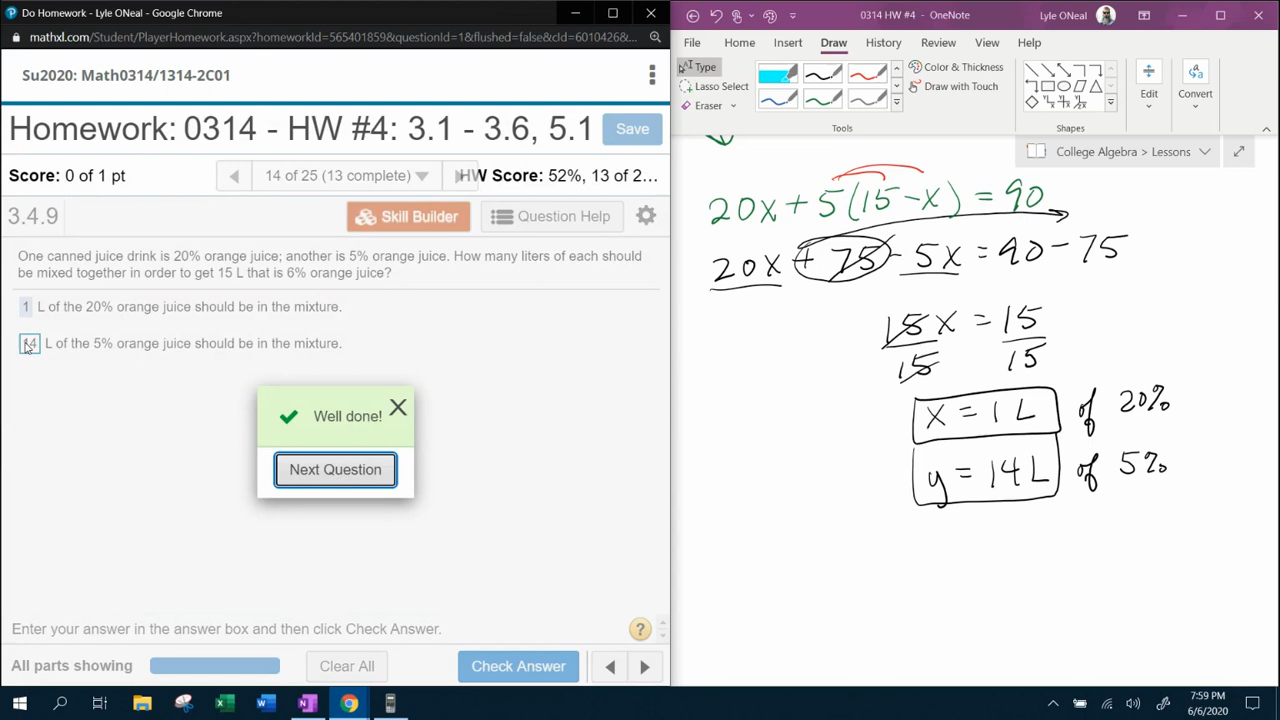 Do Homework - Lyle ONeal - Google Chrome
mathxl.com/Student/PlayerHomework.aspx?homeworkId=565401859&questionId=1&flushed=false&cId=6010426&...
Su2020: Math0314/1314-2C01
Homework: 0314 - HW #4: 3.1 - 3.6, 5.1
Save
Score: 0 of 1 pt
14 of 25 (13 complete)
HW Score: 52%, 13 of 2...
3.4.9
Skill Builder
Question Help
One canned juice drink is 20% orange juice; another is 5% orange juice. How many liters of each should
be mixed together in order to get 15 L that is 6% orange juice?
1 L of the 20% orange juice should be in the mixture.
14 L of the 5% orange juice should be in the mixture.
Well done!
Next Question
Enter your answer in the answer box and then click Check Answer.
?
All parts showing
Clear All
Check Answer
0314 HW #4 - OneNote
Lyle ONeal
File Home Insert Draw History Review View Help
Type
Lasso Select
Eraser
Color & Thickness
Draw with Touch
Edit
Convert
Tools
Shapes
College Algebra > Lessons
20x + 5(15 - x) = 90
20x + 75 - 5x = 90 - 75
15x = 15
15 15
x = 1 L of 20%
y = 14 L of 5%
7:59 PM
6/6/2020